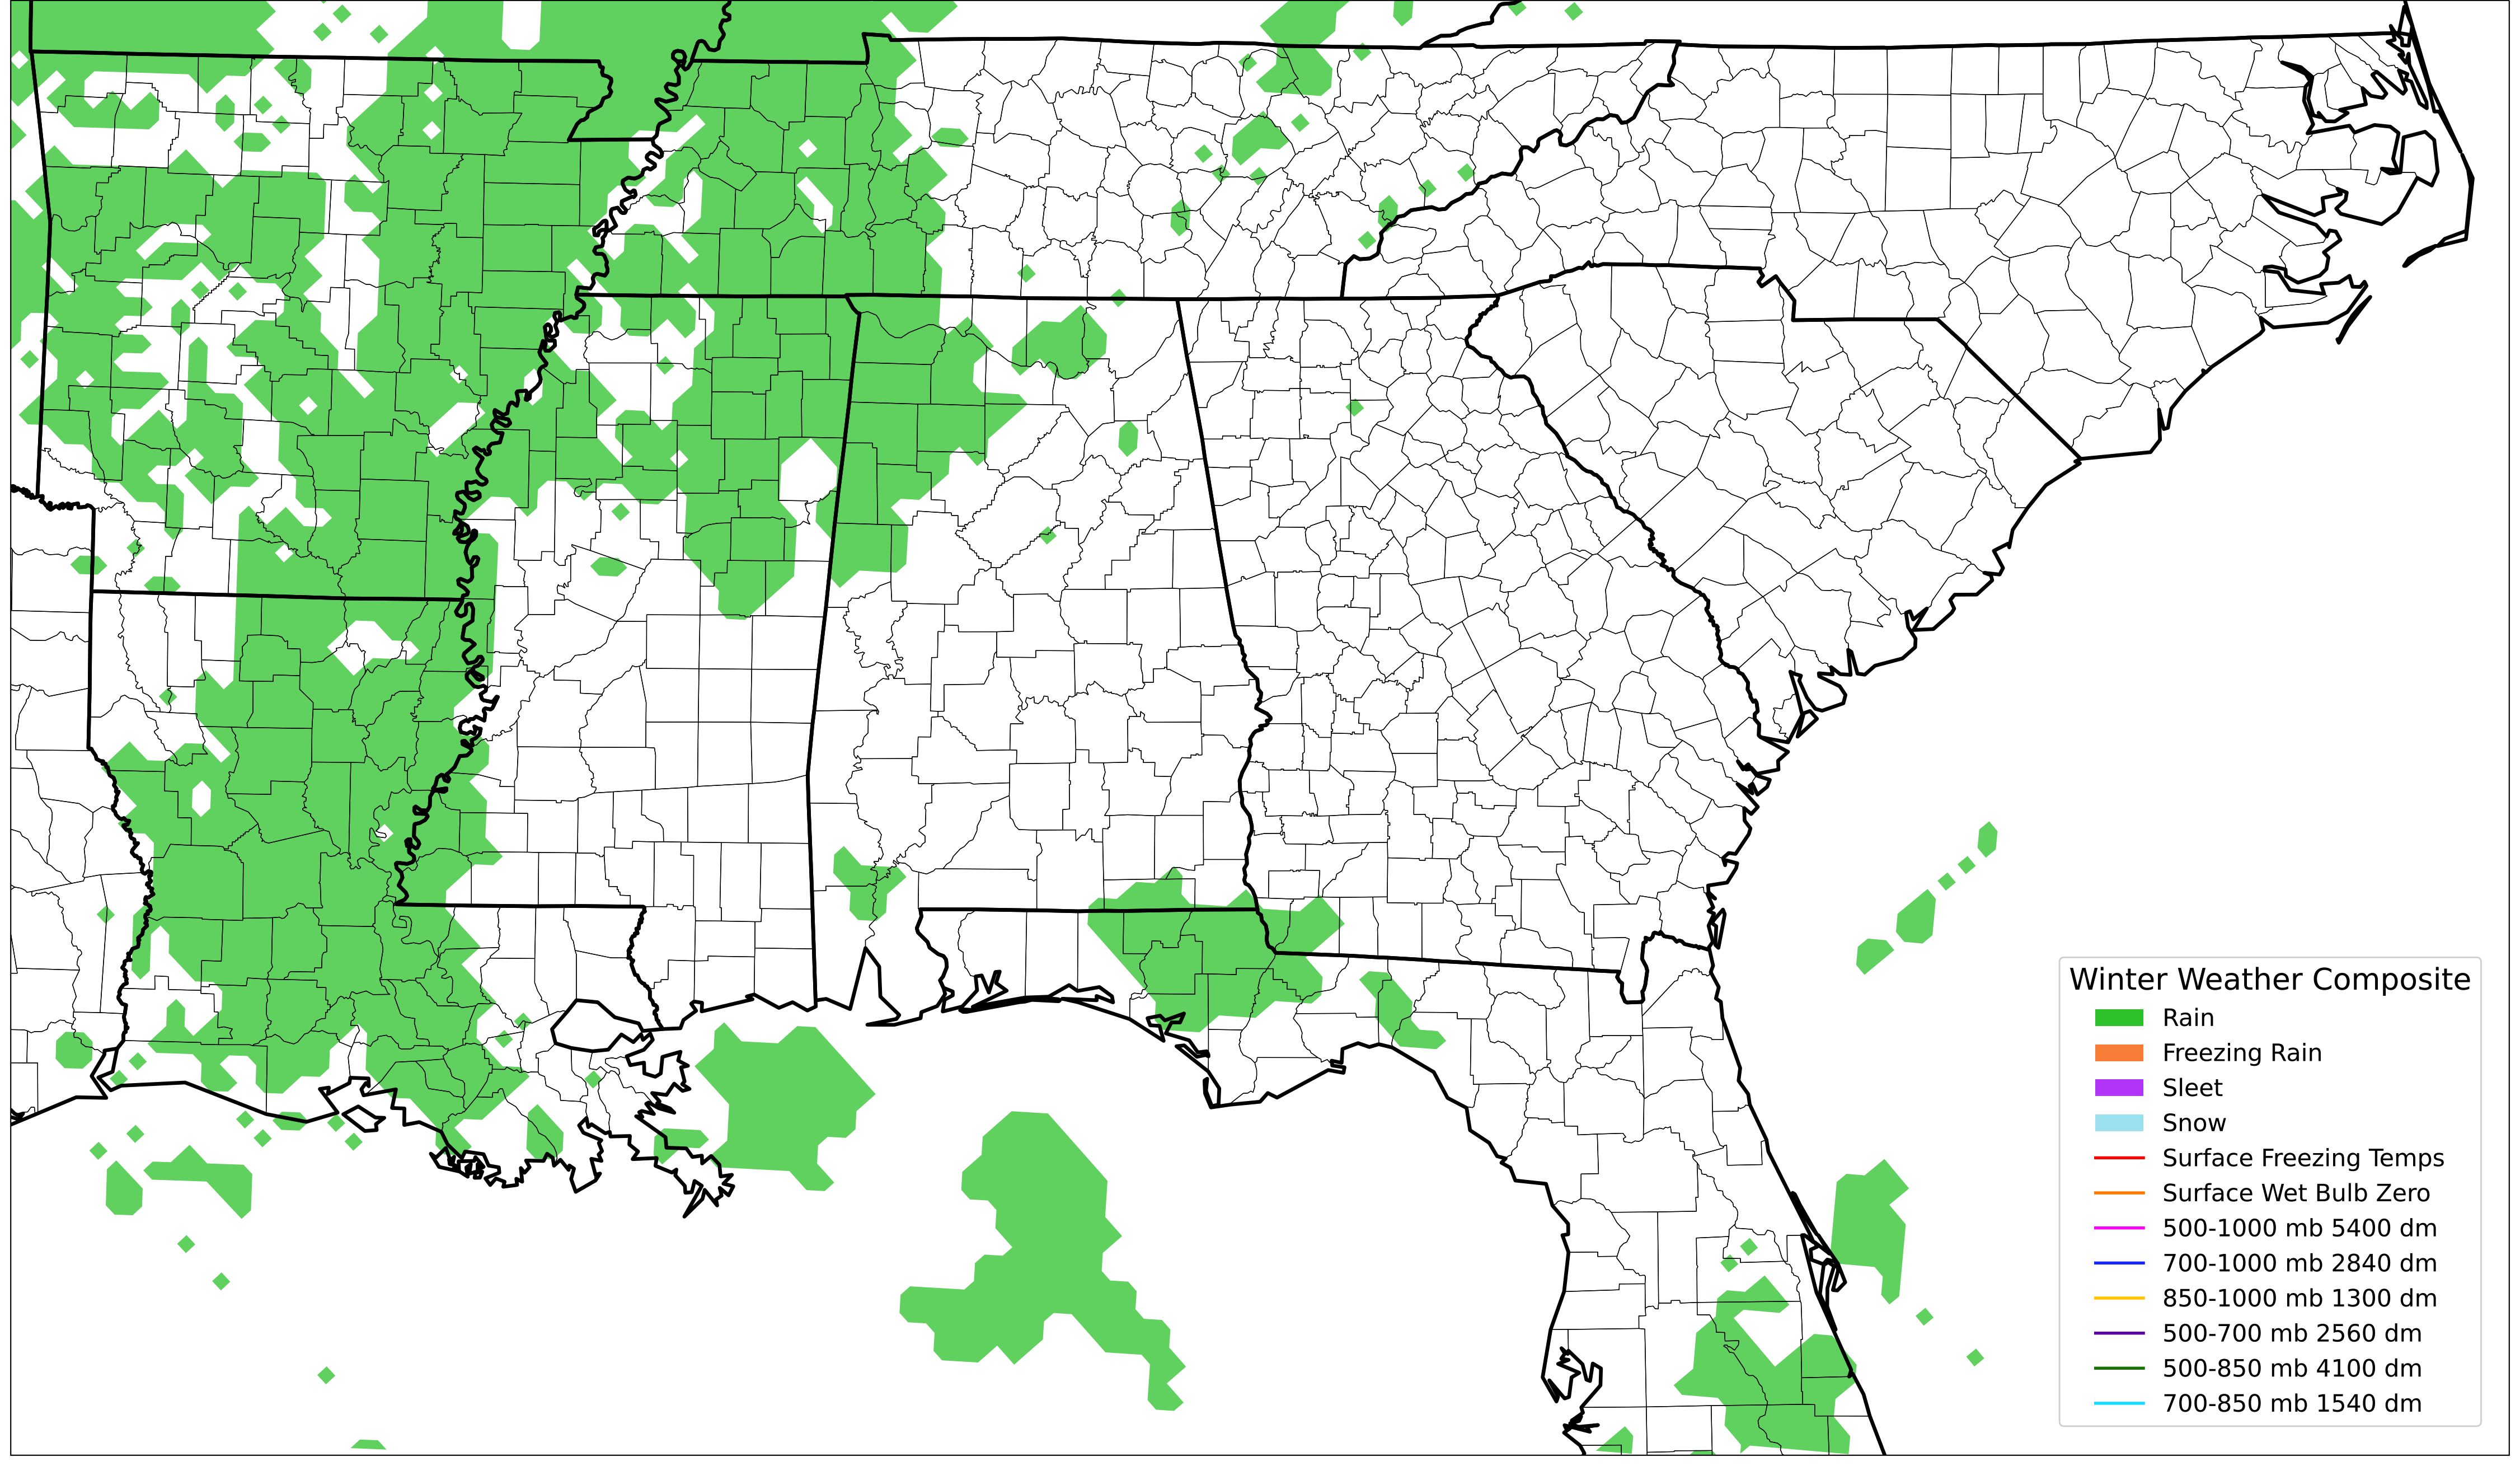 Winter Weather Composite
Rain
Freezing Rain
Sleet
Snow
Surface Freezing Temps
Surface Wet Bulb Zero
500-1000 mb 5400 dm
700-1000 mb 2840 dm
850-1000 mb 1300 dm
500-700 mb 2560 dm
500-850 mb 4100 dm
700-850 mb 1540 dm